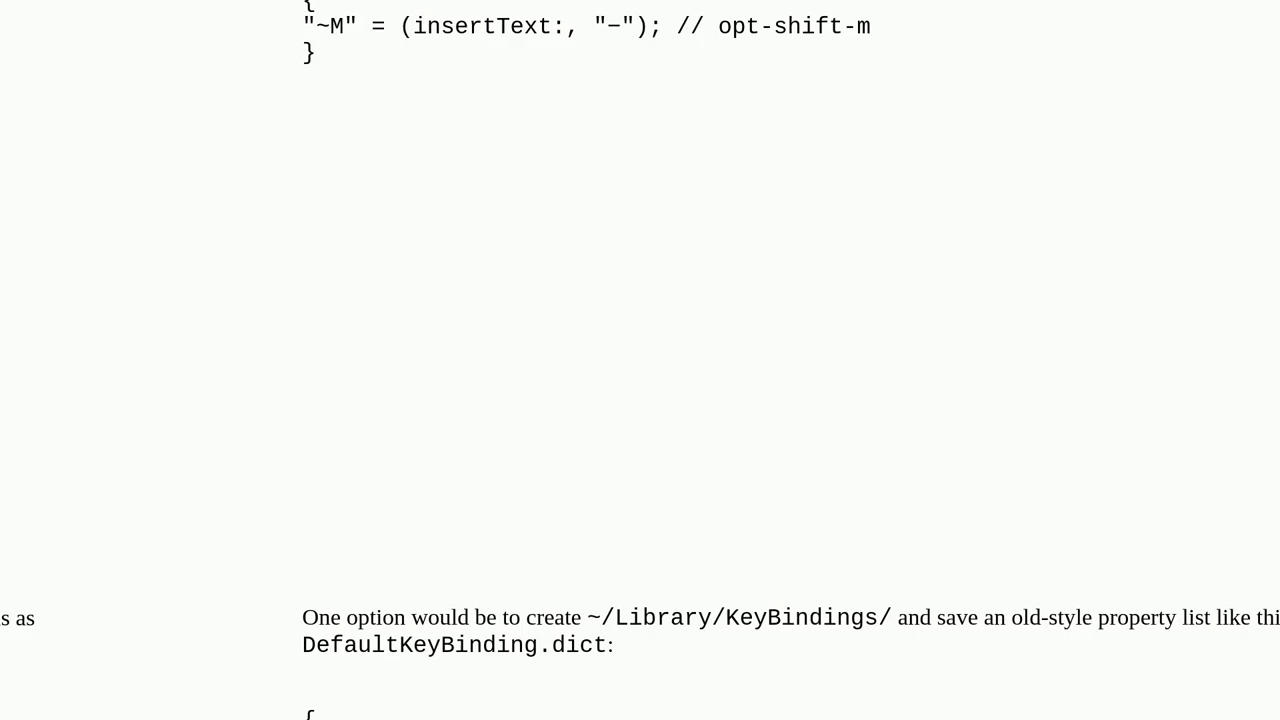 {
"~M" = (insertText:, "−"); // opt-shift-m
}
s as
One option would be to create ~/Library/KeyBindings/ and save an old-style property list like thi
DefaultKeyBinding.dict:
{